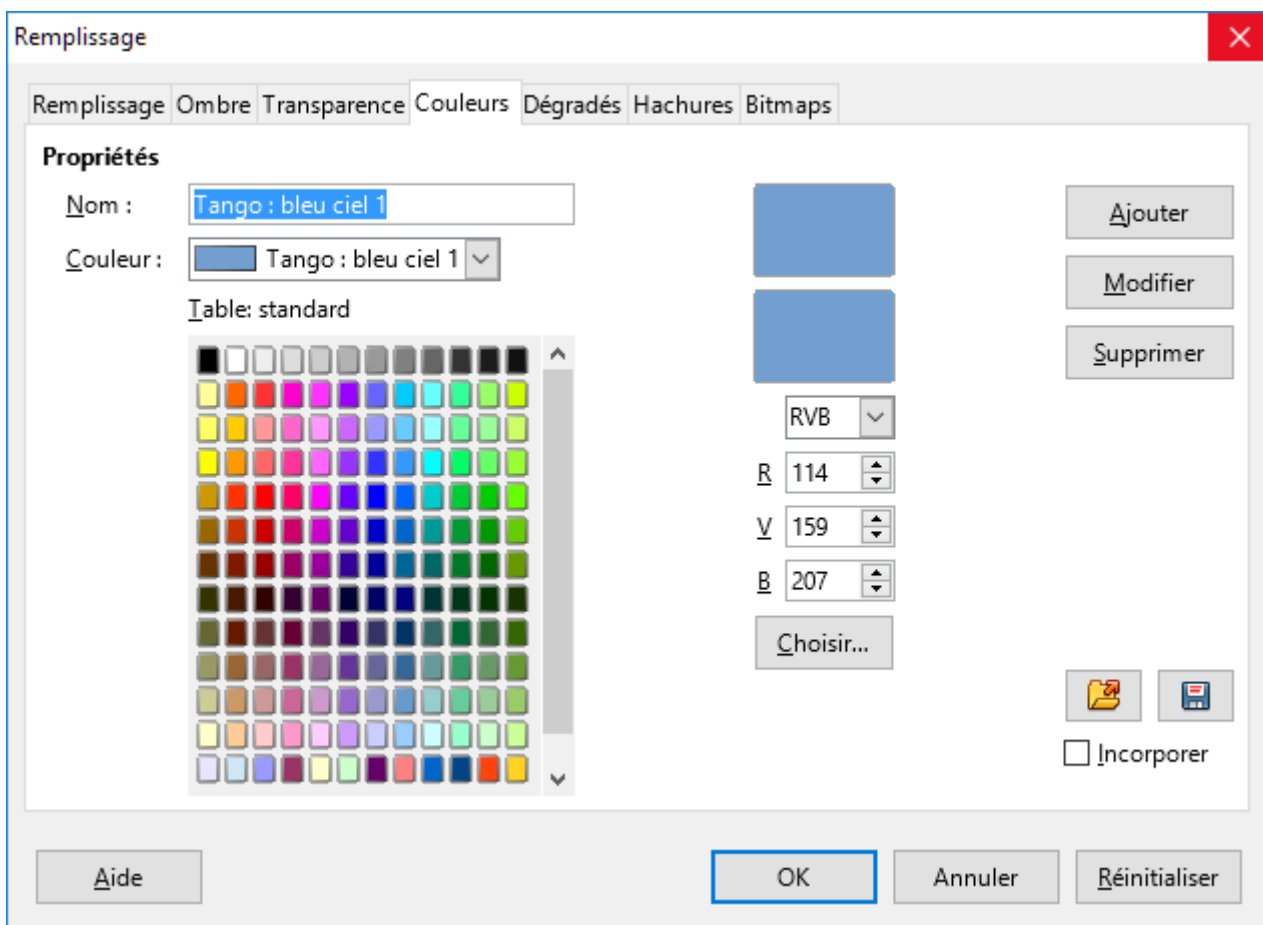 Remplissage
Remplissage Ombre Transparence Couleurs Dégradés Hachures Bitmaps
Propriétés
Nom : Tango : bleu ciel 1
Couleur : Tango : bleu ciel 1
Table: standard
RVB
R 114
V 159
B 207
Choisir...
Ajouter
Modifier
Supprimer
Incorporer
Aide OK Annuler Réinitialiser